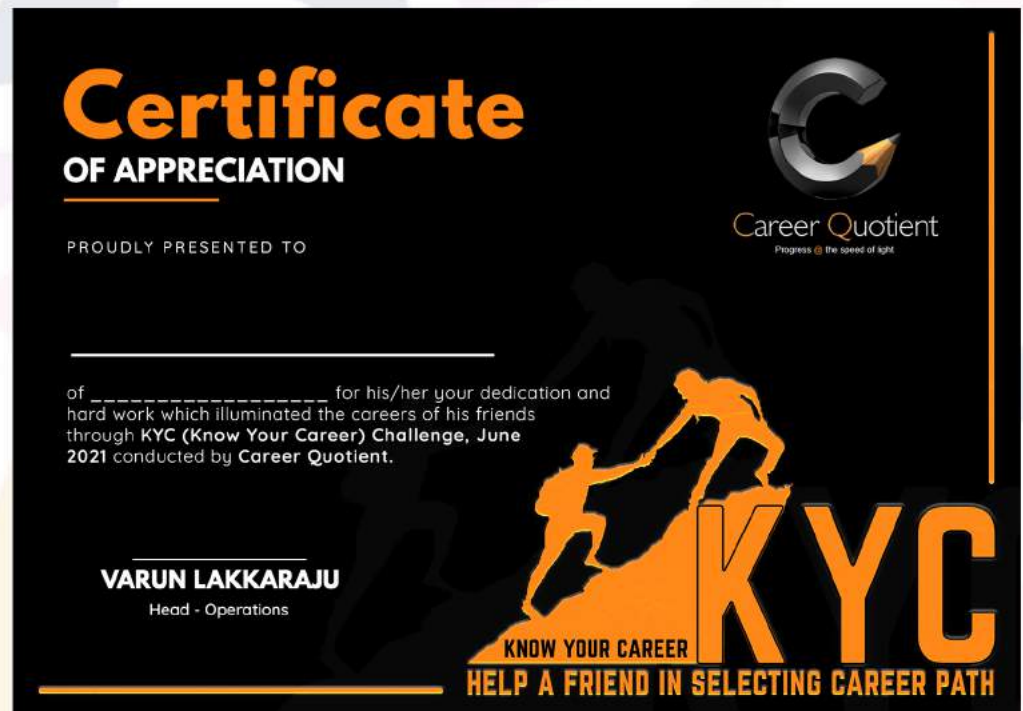 Certificate
OF APPRECIATION
Career Quotient
Progress @ the speed of light
PROUDLY PRESENTED TO
of __________________ for his/her your dedication and
hard work which illuminated the careers of his friends
through KYC (Know Your Career) Challenge, June
2021 conducted by Career Quotient.
VARUN LAKKARAJU
Head - Operations
KYC
KNOW YOUR CAREER
HELP A FRIEND IN SELECTING CAREER PATH